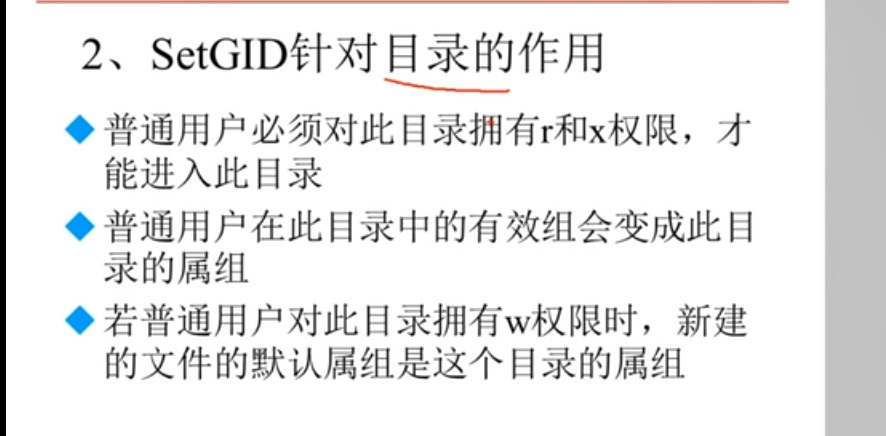 2、SetGID针对目录的作用
普通用户必须对此目录拥有r和x权限，才
能进入此目录
普通用户在此目录中的有效组会变成此目
录的属组
若普通用户对此目录拥有w权限时，新建
的文件的默认属组是这个目录的属组